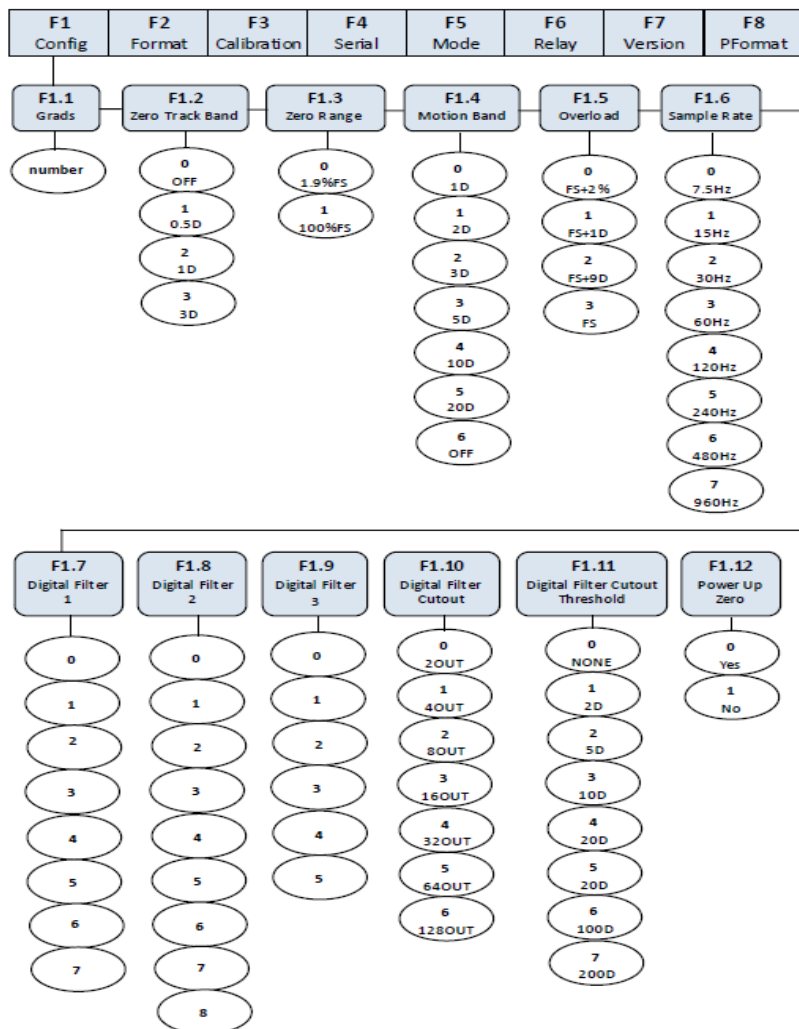 F1
Config
F2
Format
F3
Calibration
F4
Serial
F5
Mode
F6
Relay
F7
Version
F8
PFormat
F1.1
Grads
number
F1.2
Zero Track Band
0
OFF
1
0.5D
2
1D
3
3D
F1.3
Zero Range
0
1.9%FS
1
100%FS
F1.4
Motion Band
0
1D
1
2D
2
3D
3
5D
4
10D
5
20D
6
OFF
F1.5
Overload
0
FS+2%
1
FS+1D
2
FS+9D
3
FS
F1.6
Sample Rate
0
7.5Hz
1
15Hz
2
30Hz
3
60Hz
4
120Hz
5
240Hz
6
480Hz
7
960Hz
F1.7
Digital Filter
1
0
1
2
3
4
5
6
7
F1.8
Digital Filter
2
0
1
2
3
4
5
6
7
8
F1.9
Digital Filter
3
0
1
2
3
4
5
F1.10
Digital Filter
Cutout
0
2OUT
1
4OUT
2
8OUT
3
16OUT
4
32OUT
5
64OUT
6
128OUT
F1.11
Digital Filter Cutout
Threshold
0
NONE
1
2D
2
5D
3
10D
4
20D
5
20D
6
100D
7
200D
F1.12
Power Up
Zero
0
Yes
1
No